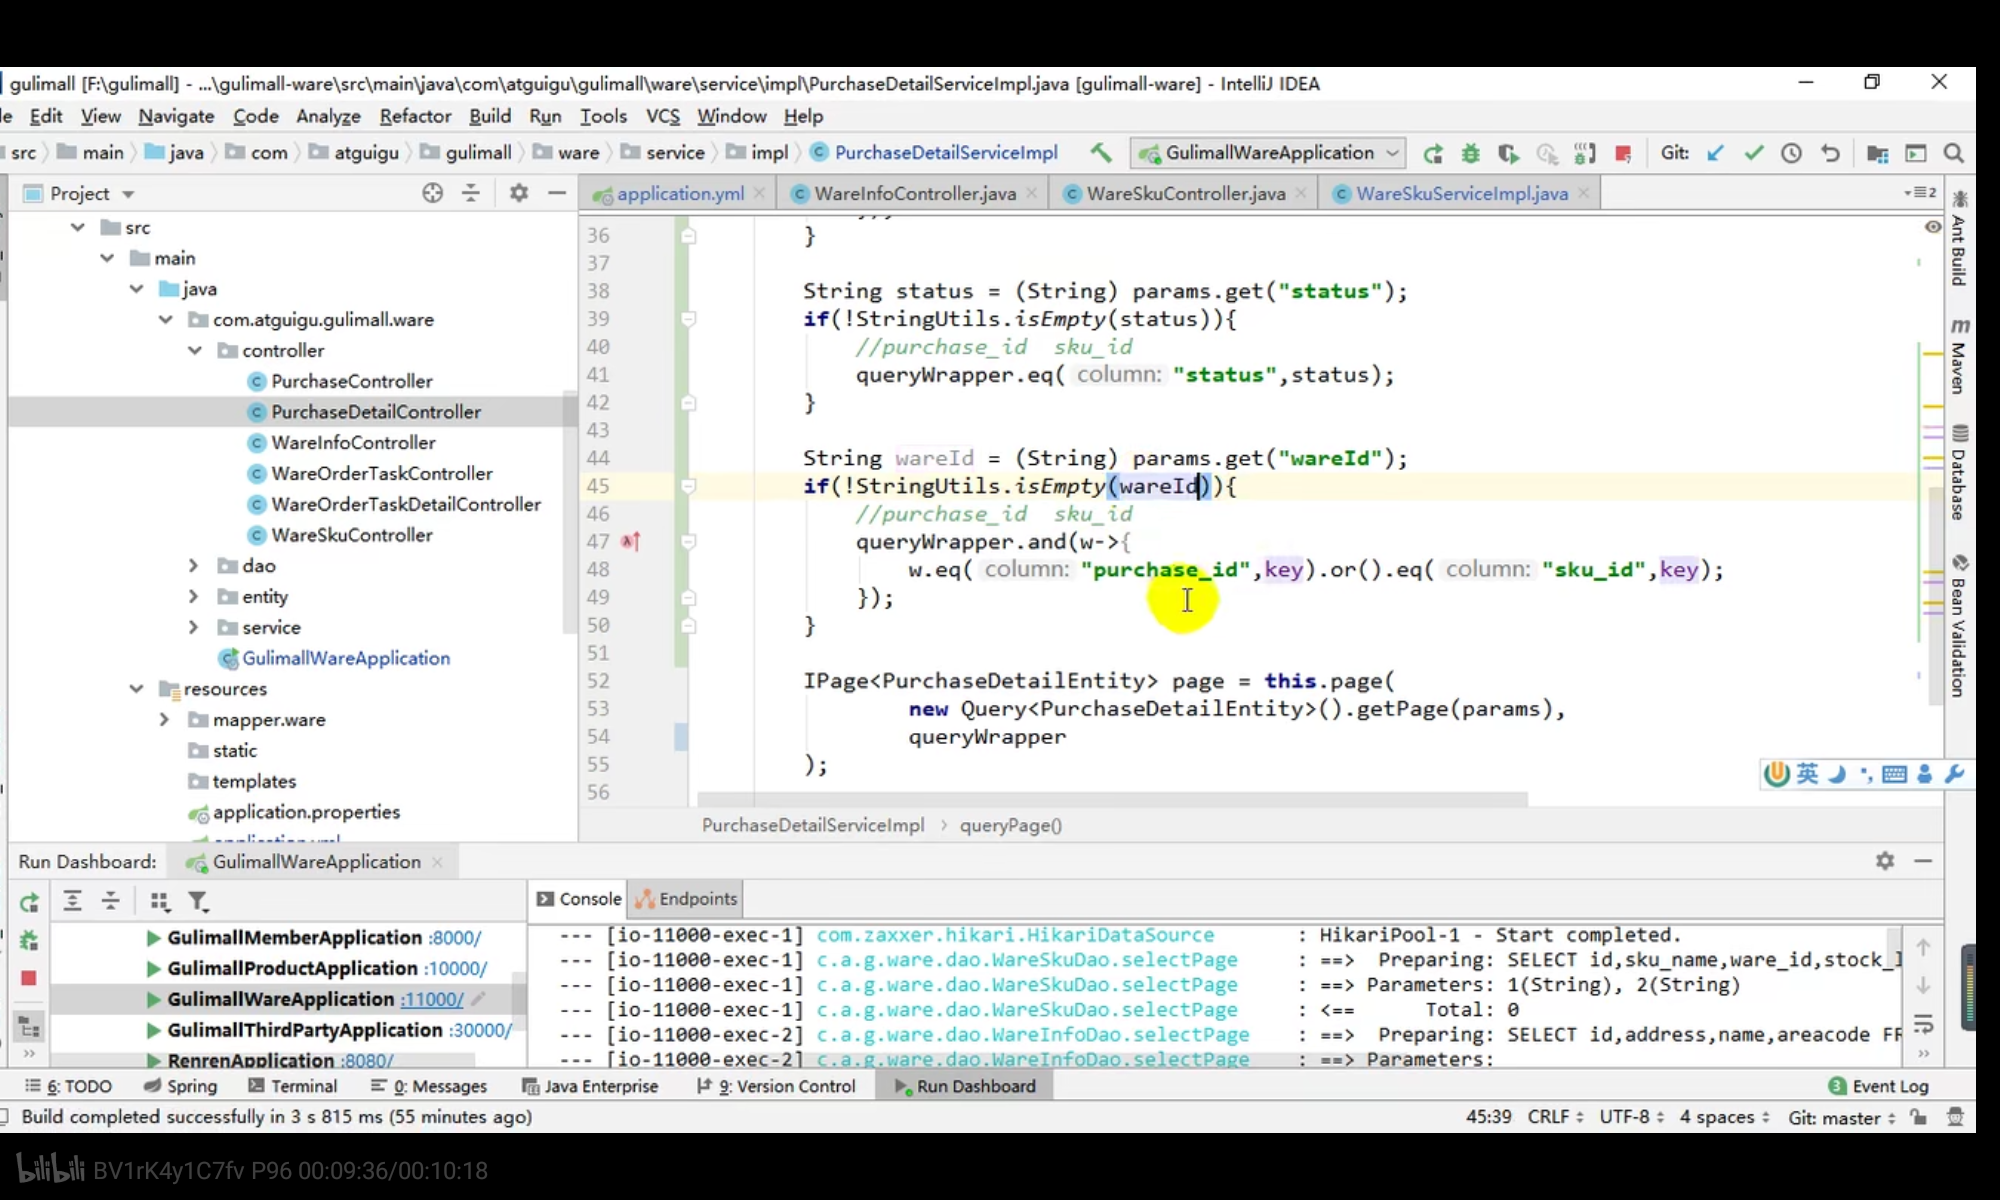 gulimall [F:\gulimall] - ...\gulimall-ware\src\main\java\com\atguigu\gulimall\ware\service\impl\PurchaseDetailServiceImpl.java [gulimall-ware] - IntelliJ IDEA
Edit View Navigate Code Analyze Refactor Build Run Tools VCS Window Help
src main java com atguigu gulimall ware service impl PurchaseDetailServiceImpl GulimallWareApplication Git:
Project application.yml WareInfoController.java WareSkuController.java WareSkuServiceImpl.java 2
src
main
java
com.atguigu.gulimall.ware
controller
PurchaseController
PurchaseDetailController
WareInfoController
WareOrderTaskController
WareOrderTaskDetailController
WareSkuController
dao
entity
service
GulimallWareApplication
resources
mapper.ware
static
templates
application.properties
36 }
37
38 String status = (String) params.get("status");
39 if(!StringUtils.isEmpty(status)){
40 //purchase_id  sku_id
41 queryWrapper.eq( column: "status",status);
42 }
43
44 String wareId = (String) params.get("wareId");
45 if(!StringUtils.isEmpty(wareId)){
46 //purchase_id  sku_id
47 queryWrapper.and(w->{
48 w.eq( column: "purchase_id",key).or().eq( column: "sku_id",key);
49 });
50 }
51
52 IPage<PurchaseDetailEntity> page = this.page(
53 new Query<PurchaseDetailEntity>().getPage(params),
54 queryWrapper
55 );
56
PurchaseDetailServiceImpl › queryPage()
Ant Build
Maven
Database
Bean Validation
英
Run Dashboard: GulimallWareApplication
Console Endpoints
GulimallMemberApplication :8000/
GulimallProductApplication :10000/
GulimallWareApplication :11000/
GulimallThirdPartyApplication :30000/
RenrenApplication :8080/
--- [io-11000-exec-1] com.zaxxer.hikari.HikariDataSource : HikariPool-1 - Start completed.
--- [io-11000-exec-1] c.a.g.ware.dao.WareSkuDao.selectPage : ==>  Preparing: SELECT id,sku_name,ware_id,stock_l
--- [io-11000-exec-1] c.a.g.ware.dao.WareSkuDao.selectPage : ==> Parameters: 1(String), 2(String)
--- [io-11000-exec-1] c.a.g.ware.dao.WareSkuDao.selectPage : <==      Total: 0
--- [io-11000-exec-2] c.a.g.ware.dao.WareInfoDao.selectPage : ==>  Preparing: SELECT id,address,name,areacode FR
--- [io-11000-exec-2] c.a.g.ware.dao.WareInfoDao.selectPage : ==> Parameters:
6: TODO Spring Terminal 0: Messages Java Enterprise 9: Version Control Run Dashboard 3 Event Log
Build completed successfully in 3 s 815 ms (55 minutes ago) 45:39 CRLF UTF-8 4 spaces Git: master
bilibili BV1rK4y1C7fv P96 00:09:36/00:10:18